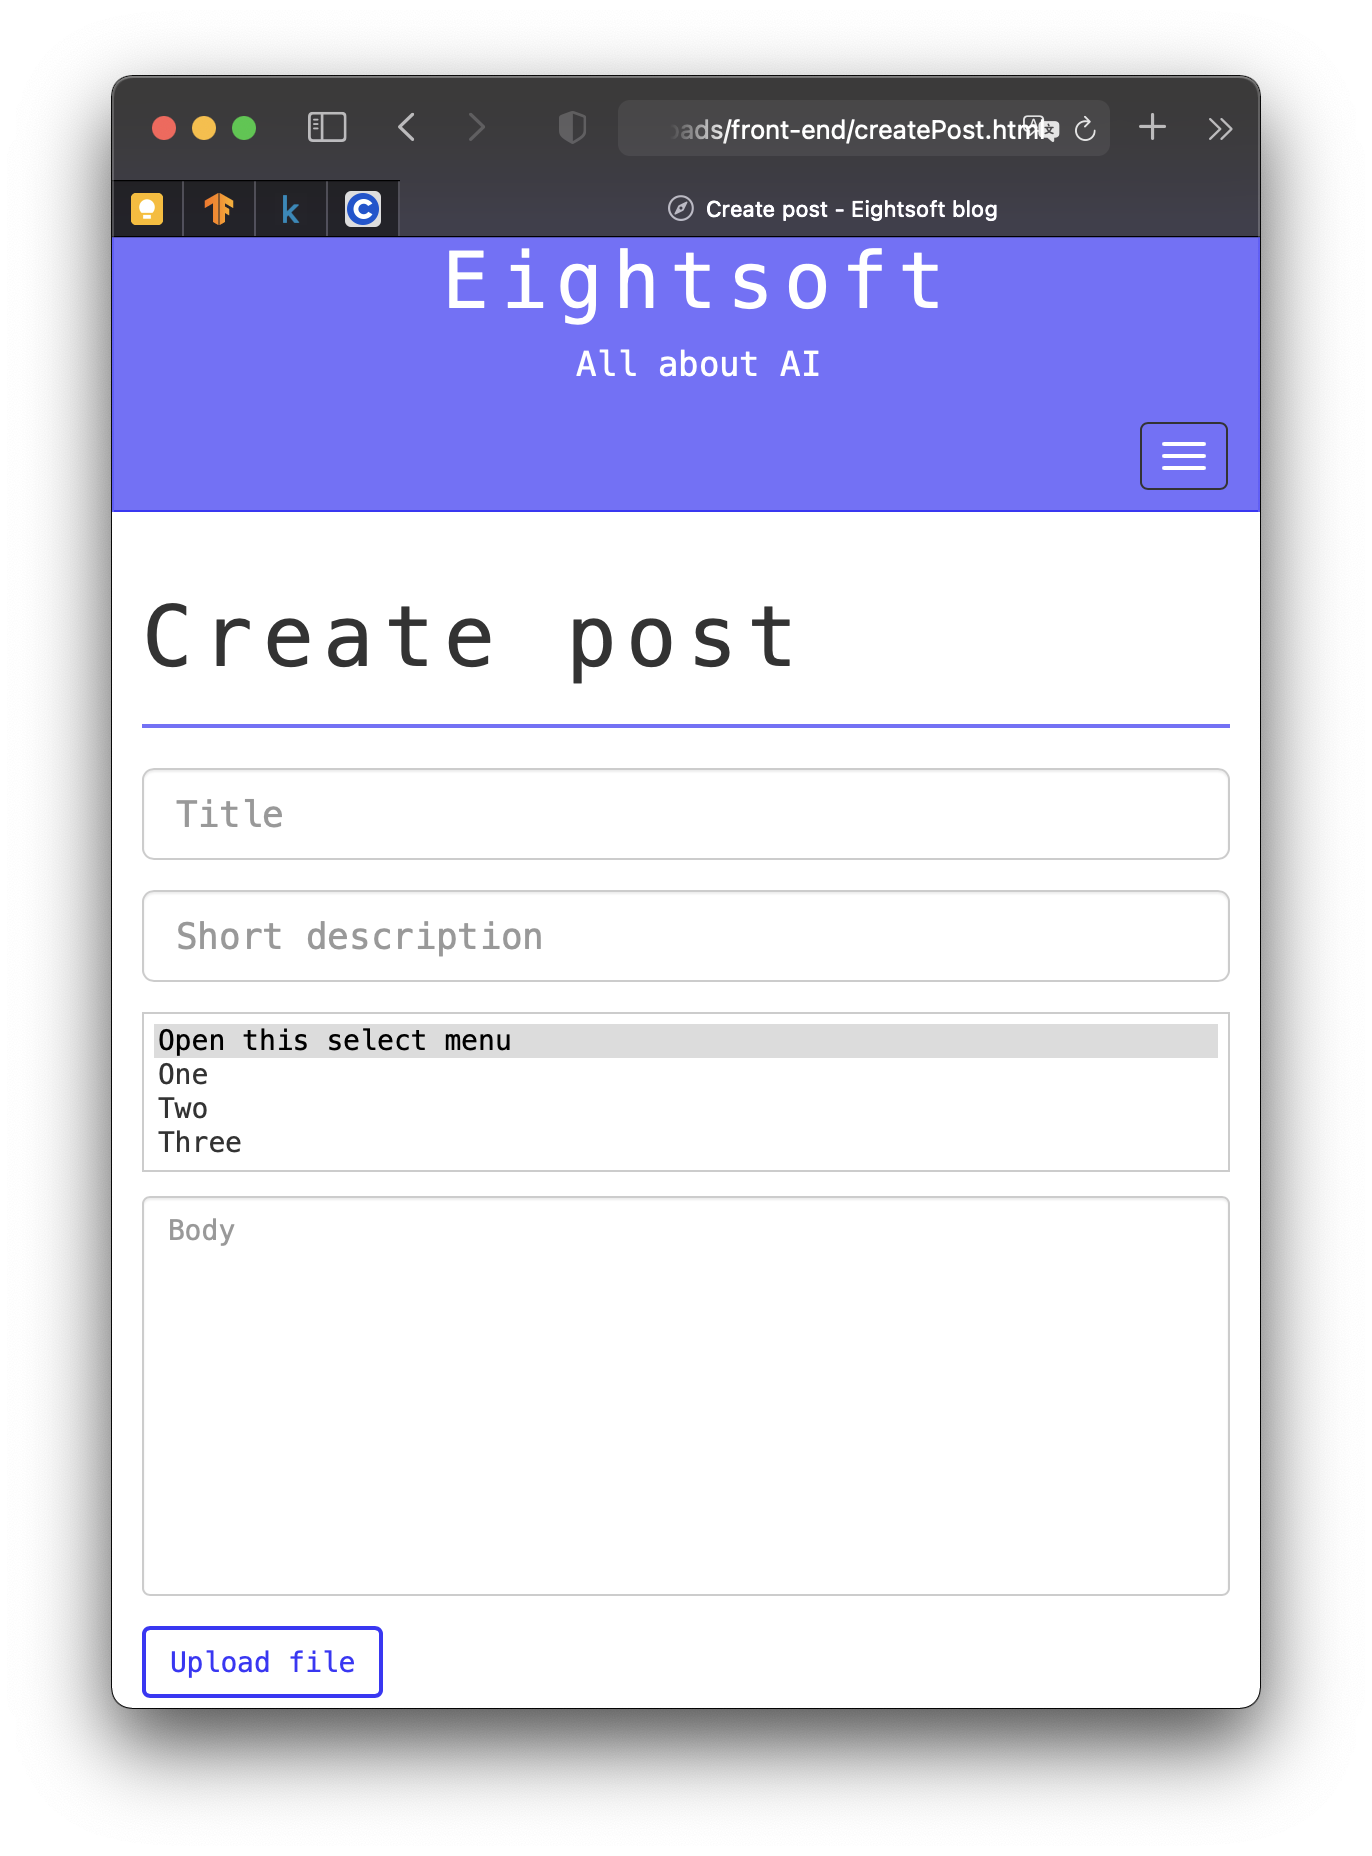 ads/front-end/createPost.html
k
Create post - Eightsoft blog
Eightsoft
All about AI
Create post
Title
Short description
Open this select menu
One
Two
Three
Body
Upload file